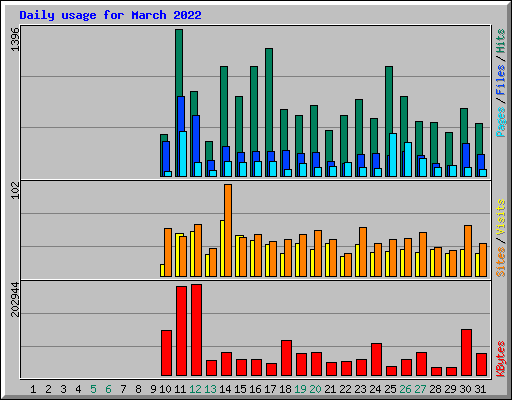 Daily usage for March 2022
1396
Pages / Files / Hits
102
Sites / Visits
202944
KBytes
1 2 3 4 5 6 7 8 9 10 11 12 13 14 15 16 17 18 19 20 21 22 23 24 25 26 27 28 29 30 31